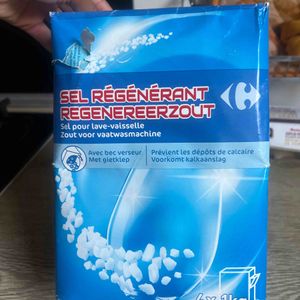 SEL RÉGÉNÉRANT
REGENEREERZOUT
Sel pour lave-vaisselle
Zout voor vaatwasmachine
Avec bec verseur
Met gietklep
Prévient les dépôts de calcaire
Voorkomt kalkaanslag